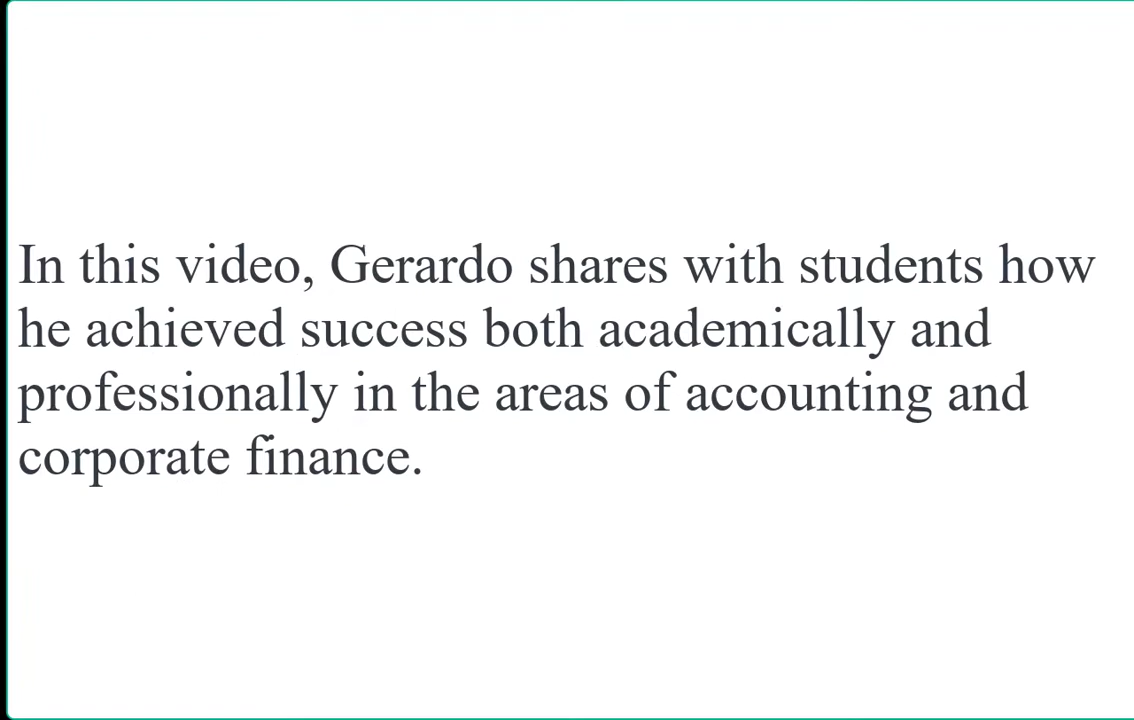 In this video, Gerardo shares with students how
he achieved success both academically and
professionally in the areas of accounting and
corporate finance.